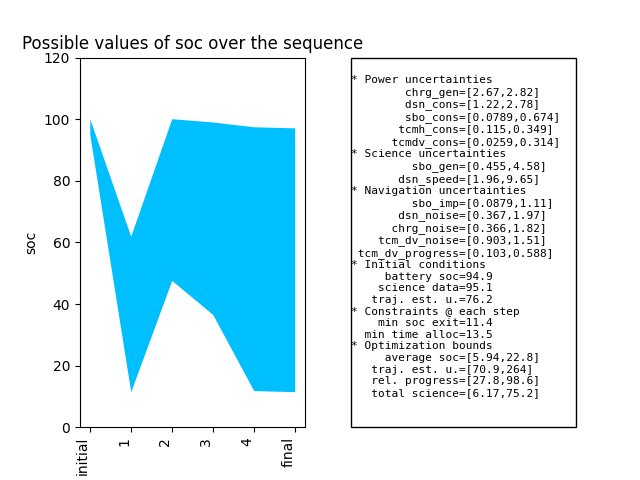 Possible values of soc over the sequence
120
100
80
60
40
20
0
soc
initial
1
2
3
4
final
* Power uncertainties
chrg_gen=[2.67,2.82]
dsn_cons=[1.22,2.78]
sbo_cons=[0.0789,0.674]
tcmh_cons=[0.115,0.349]
tcmdv_cons=[0.0259,0.314]
* Science uncertainties
sbo_gen=[0.455,4.58]
dsn_speed=[1.96,9.65]
* Navigation uncertainties
sbo_imp=[0.0879,1.11]
dsn_noise=[0.367,1.97]
chrg_noise=[0.366,1.82]
tcm_dv_noise=[0.903,1.51]
tcm_dv_progress=[0.103,0.588]
* Initial conditions
battery soc=94.9
science data=95.1
traj. est. u.=76.2
* Constraints @ each step
min soc exit=11.4
min time alloc=13.5
* Optimization bounds
average soc=[5.94,22.8]
traj. est. u.=[70.9,264]
rel. progress=[27.8,98.6]
total science=[6.17,75.2]